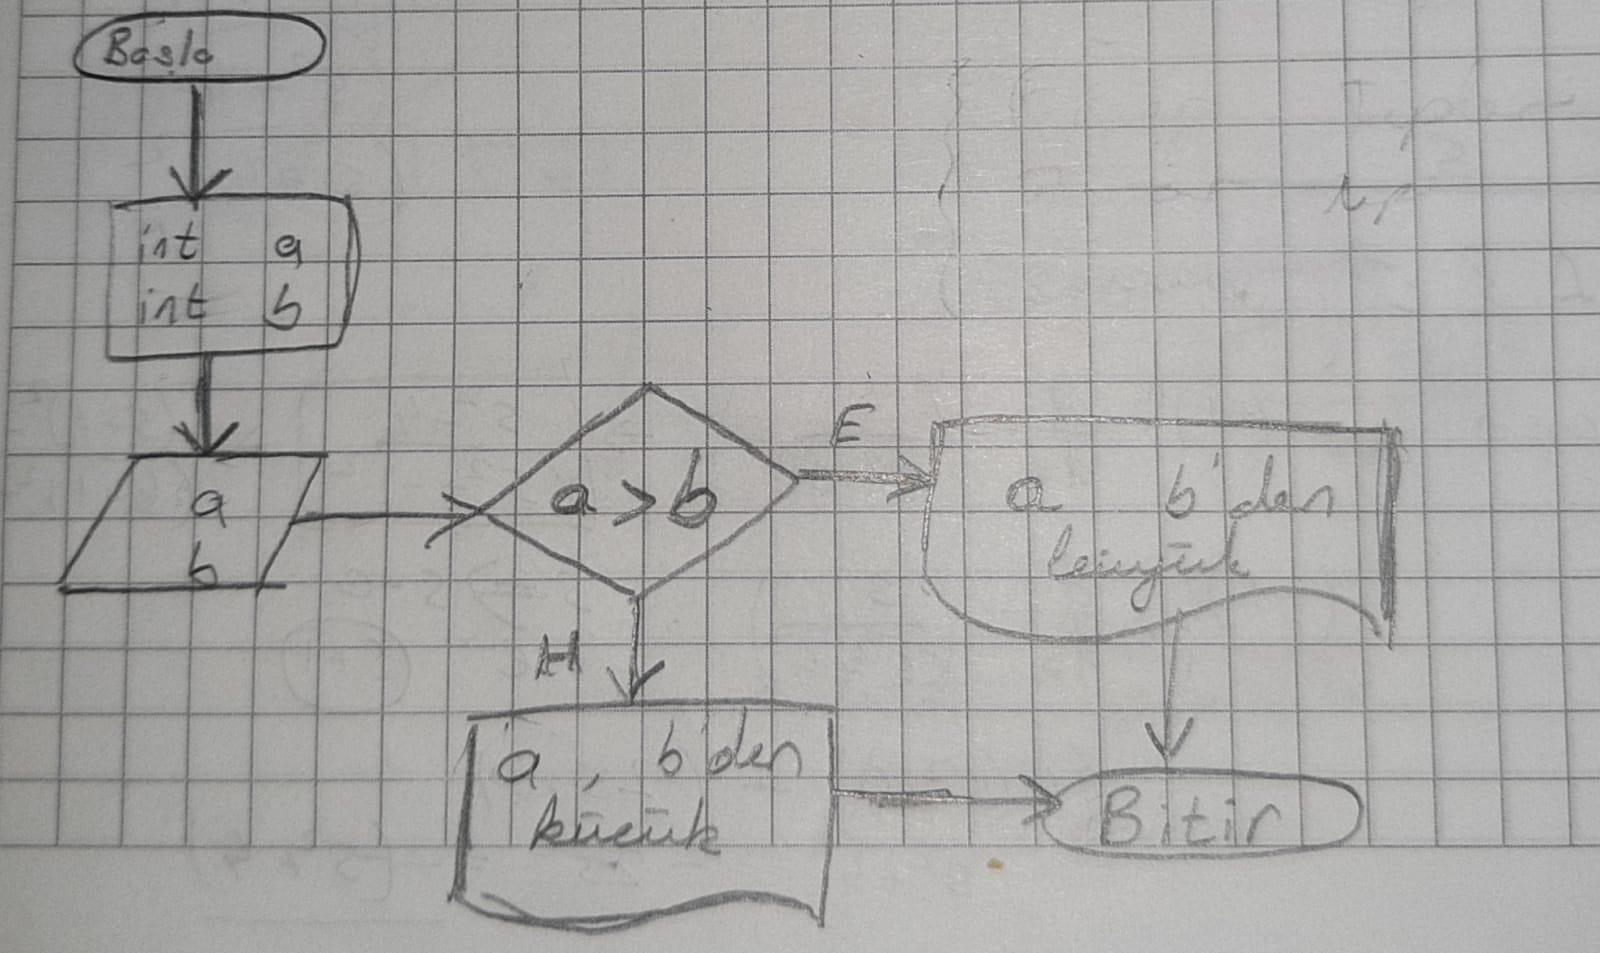 Başla
int a
int b
a
b
a > b
E
a b'den
büyük
H
a, b'den
küçük
Bitir